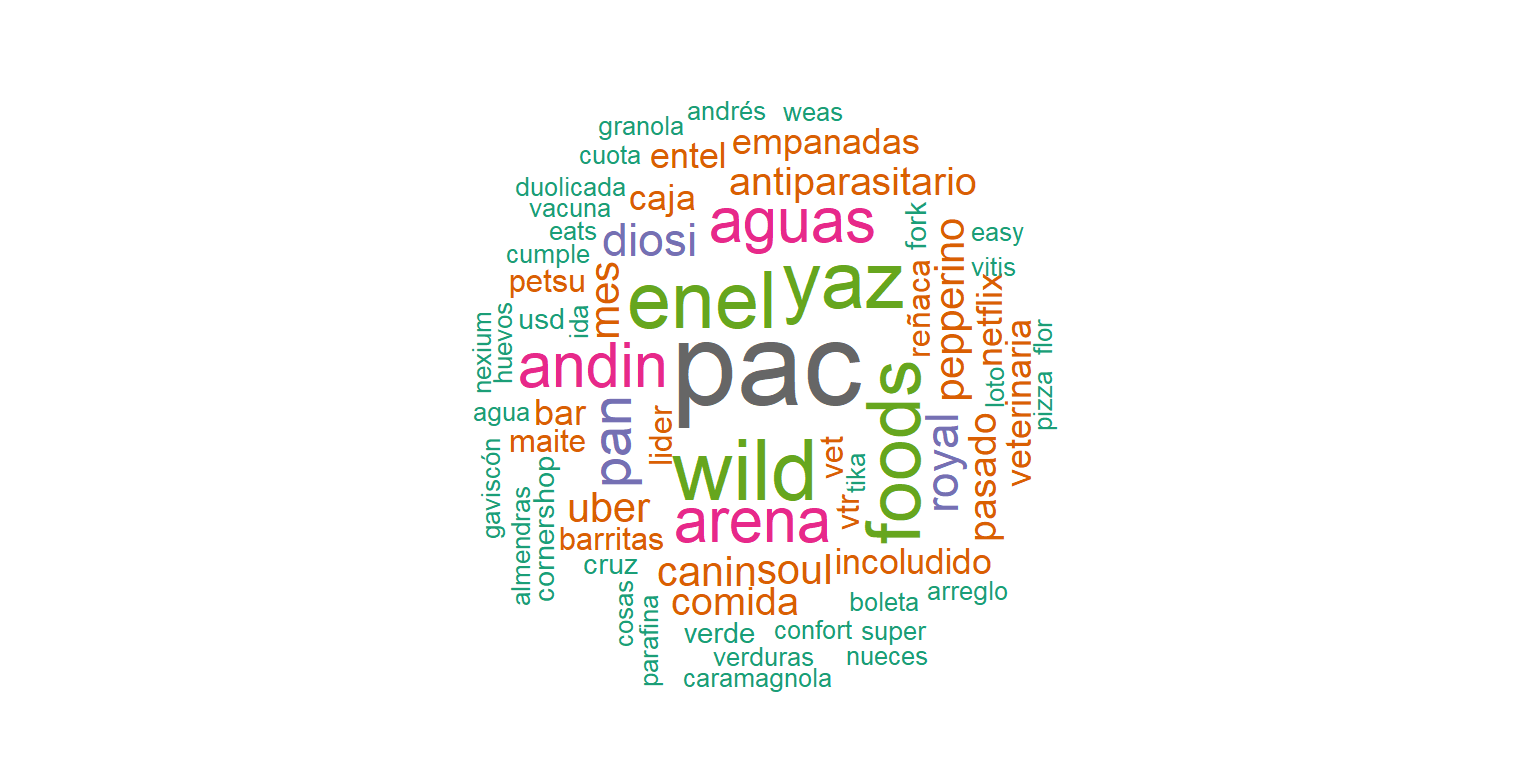 andrés
weas
granola
empanadas
cuota
entel
antiparasitario
duolicada
caja
vacuna
aguas
fork
eats
diosi
easy
cumple
pepperino
yaz
vitis
petsu
mes
enel
reñaca
netflix
usd
ida
nexium
huevos
andin
pac
veterinaria
flor
foods
loto
pizza
agua
bar
pan
lider
maite
wild
vet
tika
royal
pasado
gaviscón
cornershop
almendras
uber
arena
vtr
barritas
cruz
canin
soul
incoludido
comida
cosas
parafina
boleta
arreglo
verde
confort
super
verduras
nueces
caramagnola